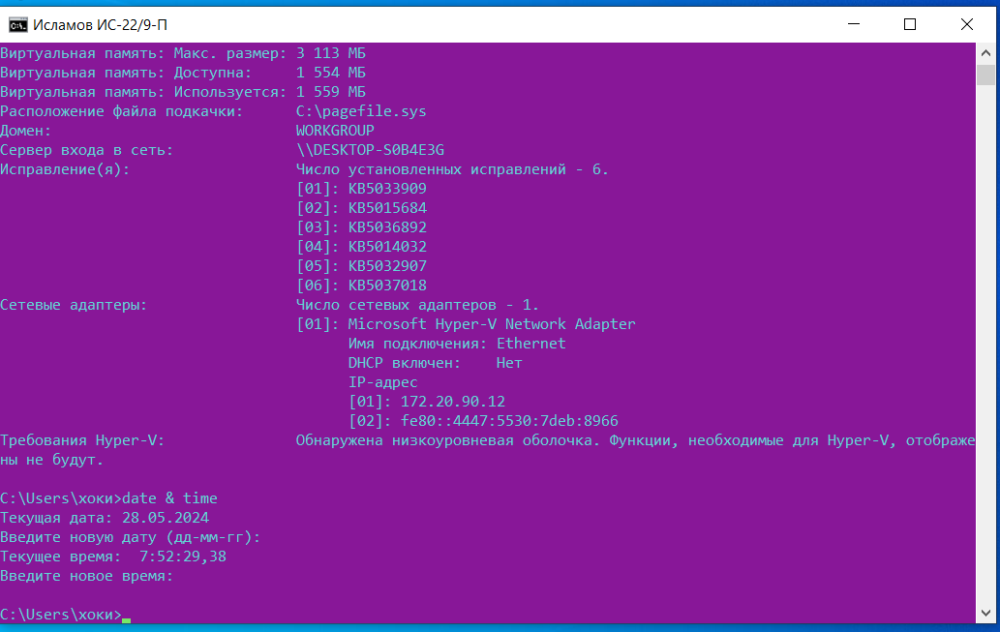 Исламов ИС-22/9-П
Виртуальная память: Макс. размер: 3 113 МБ
Виртуальная память: Доступна: 1 554 МБ
Виртуальная память: Используется: 1 559 МБ
Расположение файла подкачки: C:\pagefile.sys
Домен: WORKGROUP
Сервер входа в сеть: \\DESKTOP-S0B4E3G
Исправление(я): Число установленных исправлений - 6.
[01]: KB5033909
[02]: KB5015684
[03]: KB5036892
[04]: KB5014032
[05]: KB5032907
[06]: KB5037018
Сетевые адаптеры: Число сетевых адаптеров - 1.
[01]: Microsoft Hyper-V Network Adapter
Имя подключения: Ethernet
DHCP включен: Нет
IP-адрес
[01]: 172.20.90.12
[02]: fe80::4447:5530:7deb:8966
Требования Hyper-V: Обнаружена низкоуровневая оболочка. Функции, необходимые для Hyper-V, отображе
ны не будут.
C:\Users\хоки>date & time
Текущая дата: 28.05.2024
Введите новую дату (дд-мм-гг):
Текущее время: 7:52:29,38
Введите новое время:
C:\Users\хоки>